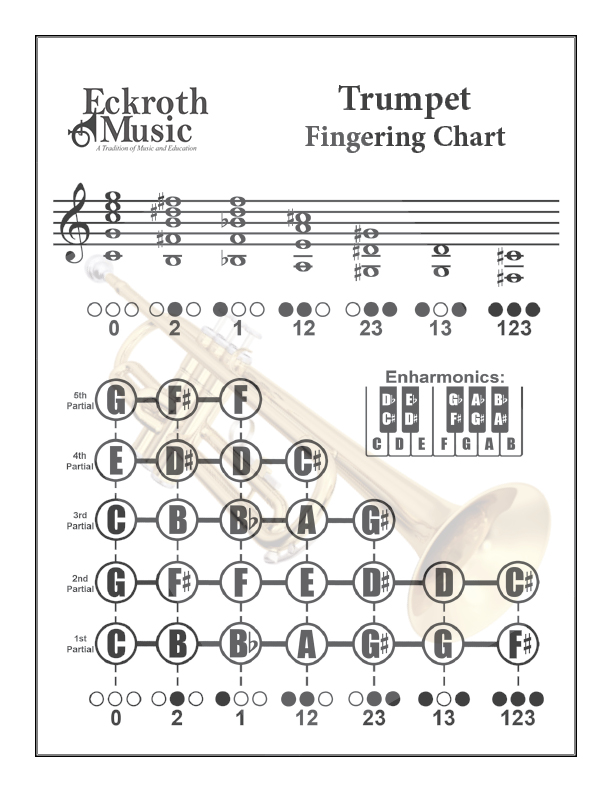 Eckroth
Music
A Tradition of Music and Education
Trumpet
Fingering Chart
0 2 1 12 23 13 123
Enharmonics:
D♭ E♭ G♭ A♭ B♭
C♯ D♯ F♯ G♯ A♯
C D E F G A B
5th
Partial
G F♯ F
4th
Partial
E D♯ D C♯
3rd
Partial
C B B♭ A G♯
2nd
Partial
G F♯ F E D♯ D C♯
1st
Partial
C B B♭ A G♯ G F♯
0 2 1 12 23 13 123